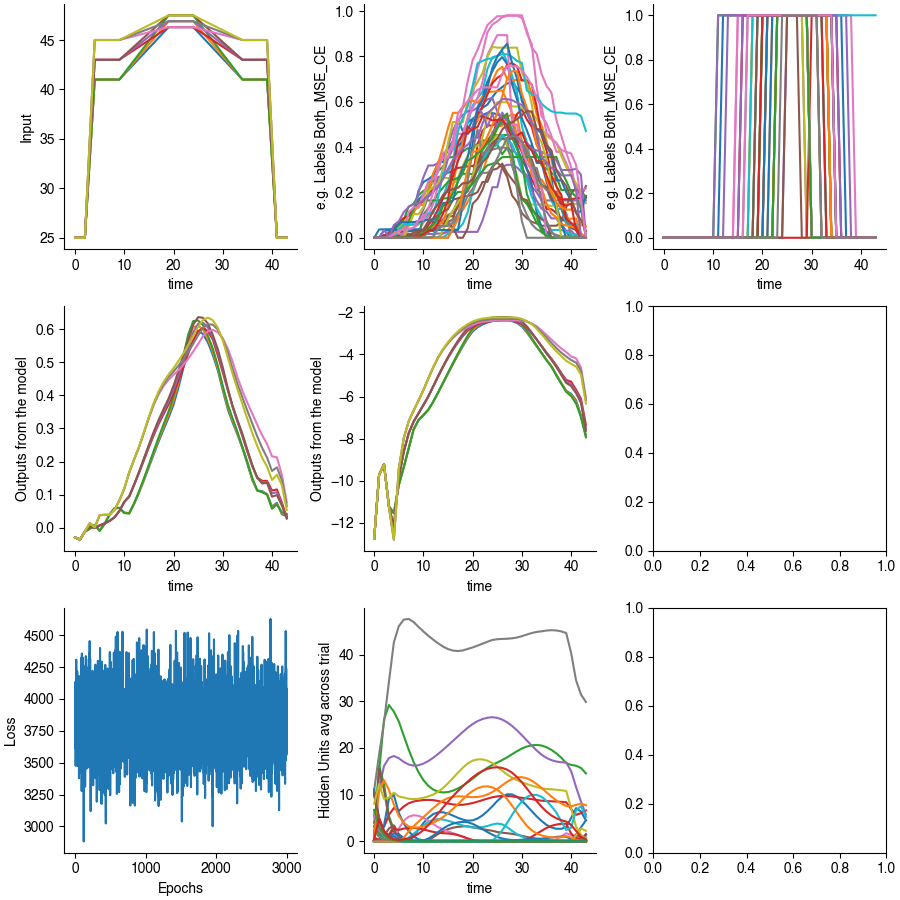 Input
45
40
35
30
25
0 10 20 30 40
time
e.g. Labels Both_MSE_CE
1.0
0.8
0.6
0.4
0.2
0.0
0 10 20 30 40
time
e.g. Labels Both_MSE_CE
1.0
0.8
0.6
0.4
0.2
0.0
0 10 20 30 40
time
Outputs from the model
0.6
0.5
0.4
0.3
0.2
0.1
0.0
0 10 20 30 40
time
Outputs from the model
−2
−4
−6
−8
−10
−12
0 10 20 30 40
time
1.0
0.8
0.6
0.4
0.2
0.0
0.0 0.2 0.4 0.6 0.8 1.0
Loss
4500
4250
4000
3750
3500
3250
3000
0 1000 2000 3000
Epochs
Hidden Units avg across trial
40
30
20
10
0
0 10 20 30 40
time
1.0
0.8
0.6
0.4
0.2
0.0
0.0 0.2 0.4 0.6 0.8 1.0